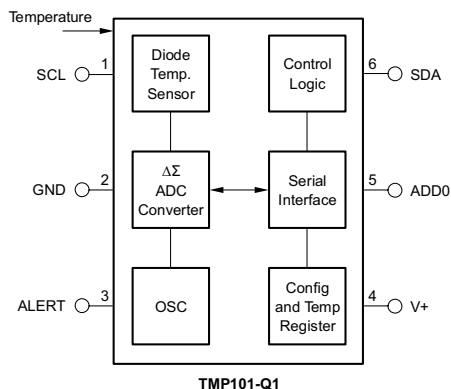 Temperature
SCL
1
Diode
Temp.
Sensor
Control
Logic
6
SDA
GND
2
ΔΣ
ADC
Converter
Serial
Interface
5
ADD0
ALERT
3
OSC
Config
and Temp
Register
4
V+
TMP101-Q1